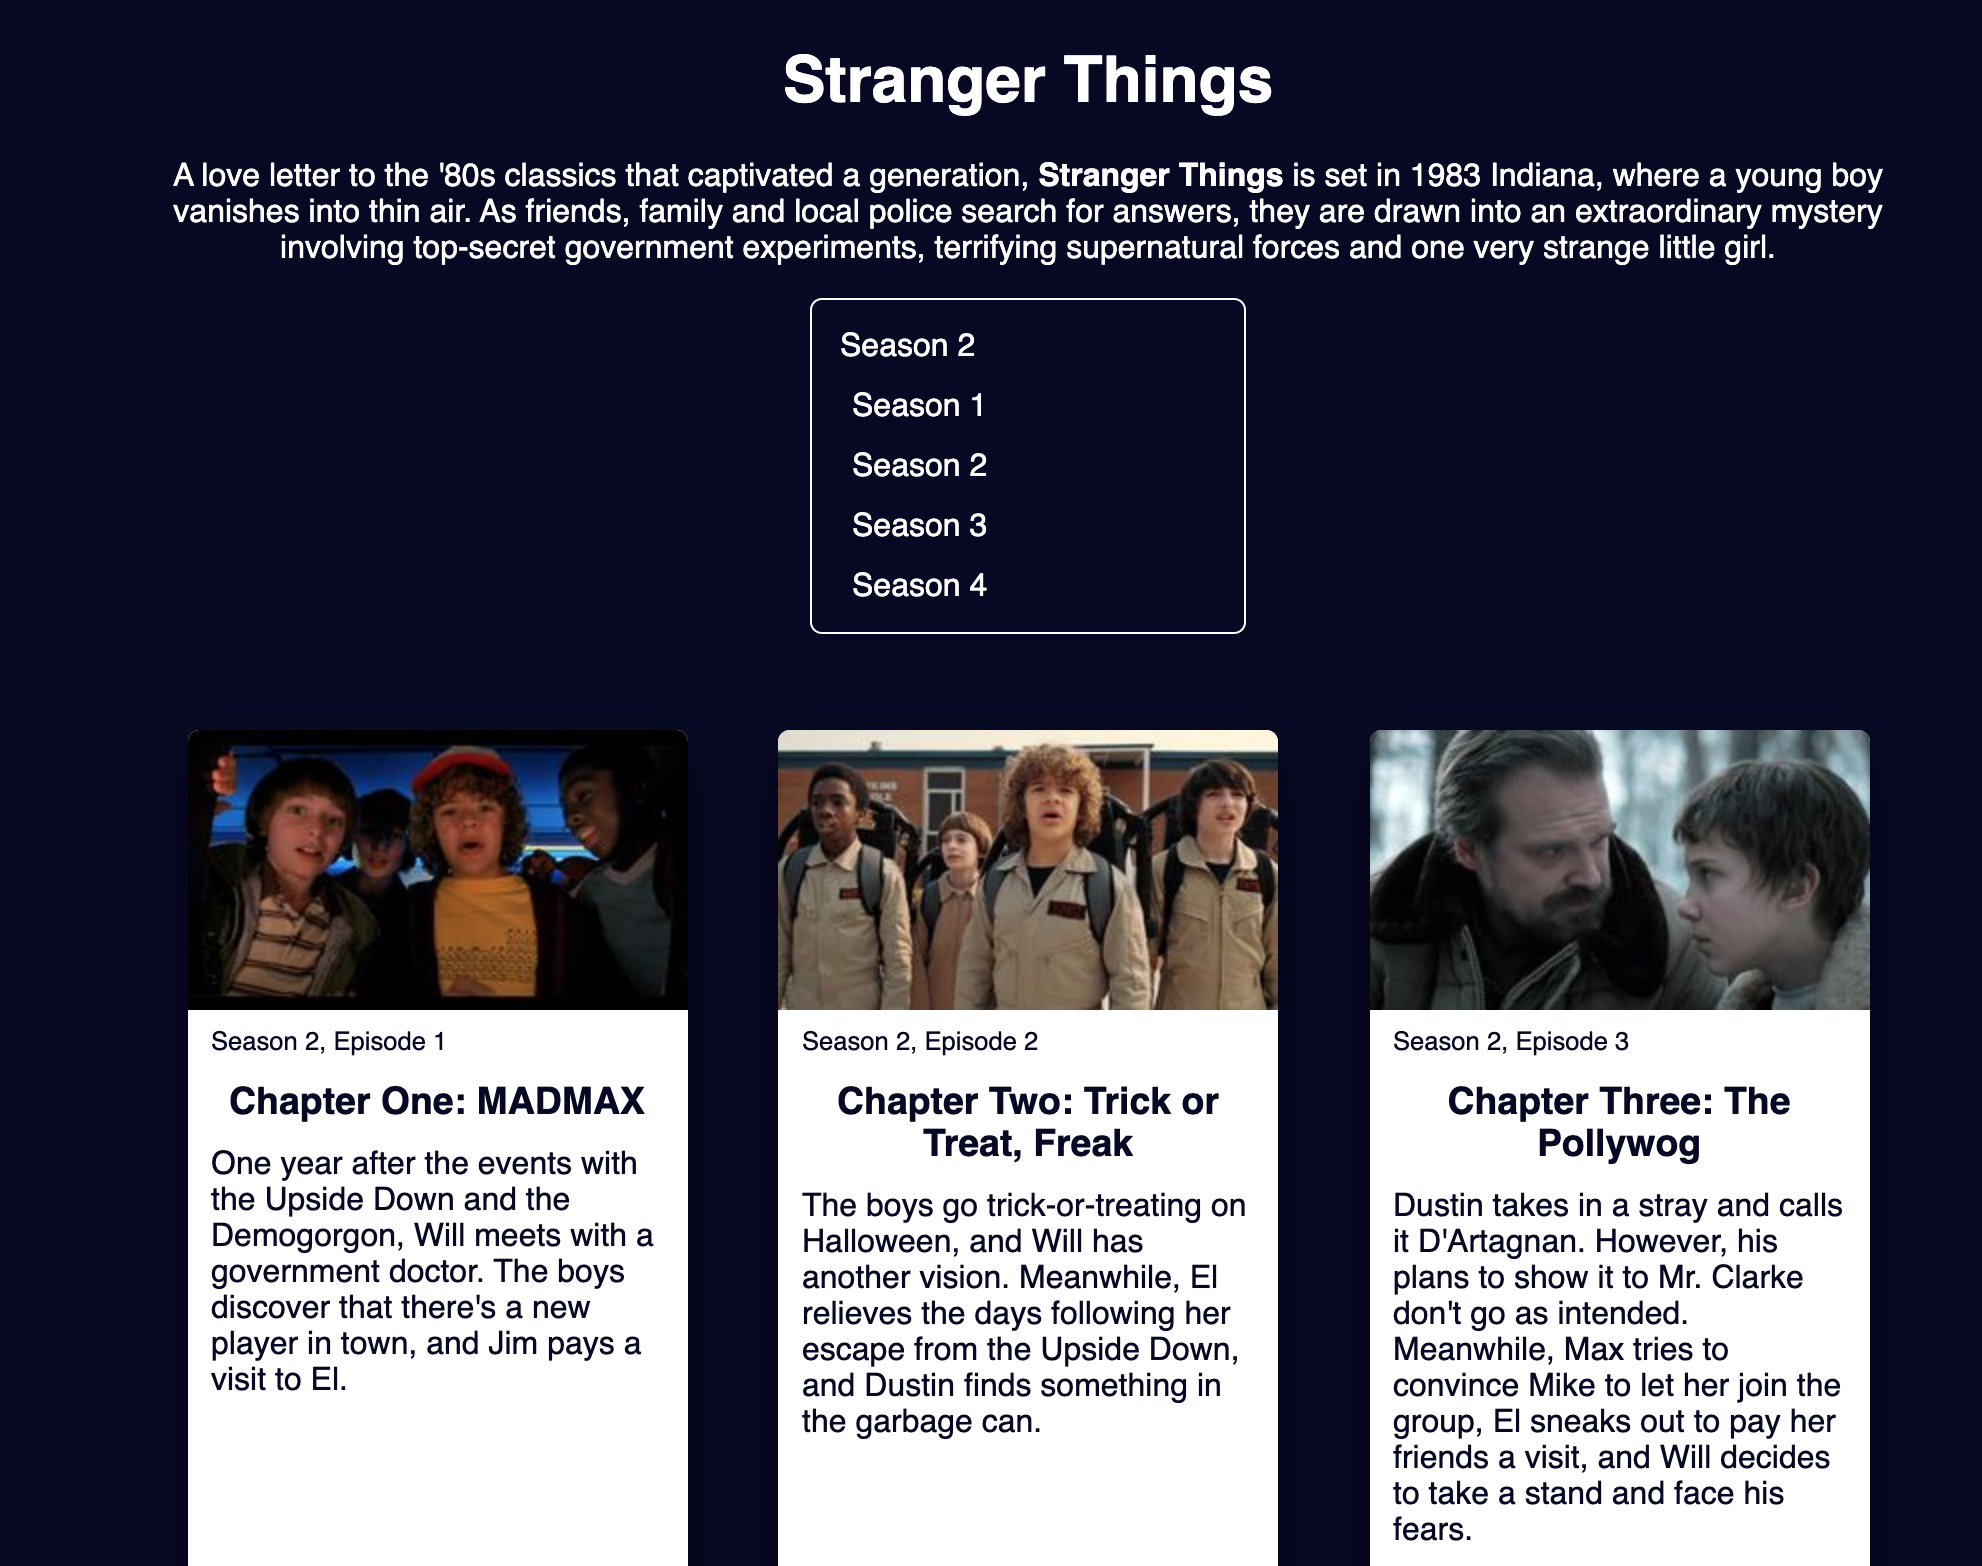 Stranger Things
A love letter to the '80s classics that captivated a generation, Stranger Things is set in 1983 Indiana, where a young boy
vanishes into thin air. As friends, family and local police search for answers, they are drawn into an extraordinary mystery
involving top-secret government experiments, terrifying supernatural forces and one very strange little girl.
Season 2
Season 1
Season 2
Season 3
Season 4
Season 2, Episode 1
Chapter One: MADMAX
One year after the events with
the Upside Down and the
Demogorgon, Will meets with a
government doctor. The boys
discover that there's a new
player in town, and Jim pays a
visit to El.
Season 2, Episode 2
Chapter Two: Trick or
Treat, Freak
The boys go trick-or-treating on
Halloween, and Will has
another vision. Meanwhile, El
relieves the days following her
escape from the Upside Down,
and Dustin finds something in
the garbage can.
Season 2, Episode 3
Chapter Three: The
Pollywog
Dustin takes in a stray and calls
it D'Artagnan. However, his
plans to show it to Mr. Clarke
don't go as intended.
Meanwhile, Max tries to
convince Mike to let her join the
group, El sneaks out to pay her
friends a visit, and Will decides
to take a stand and face his
fears.